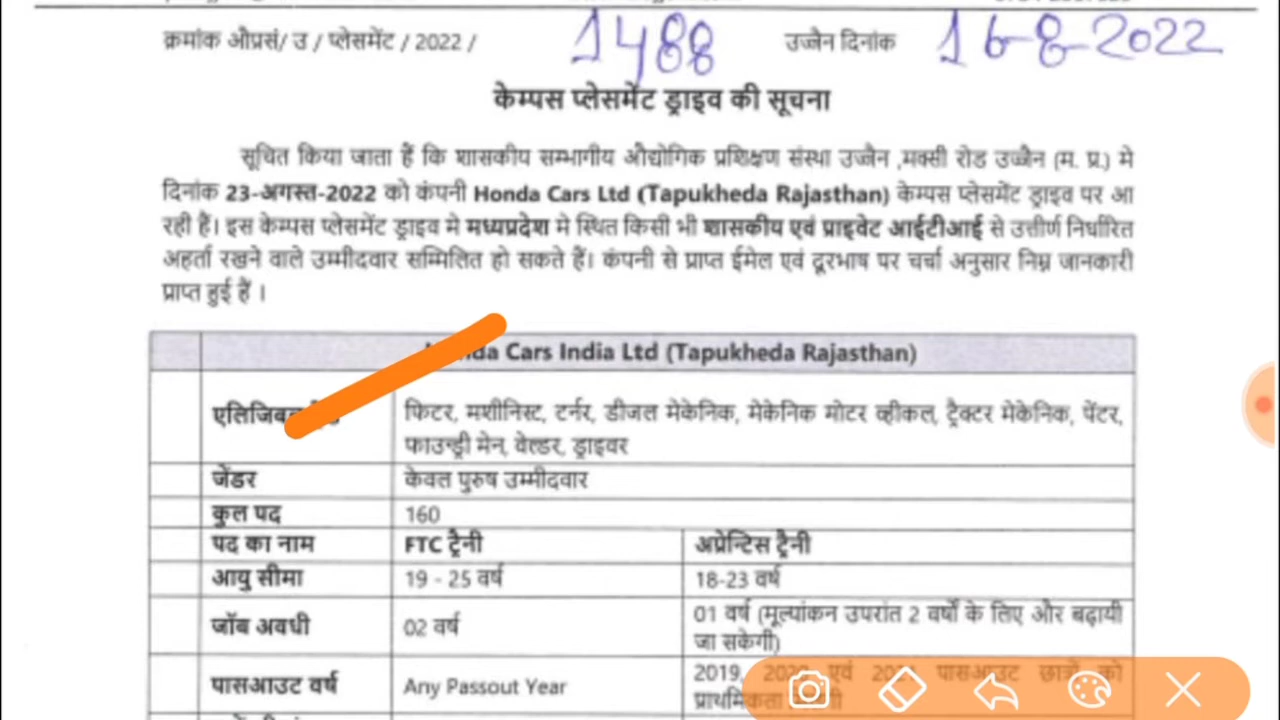 क्रमांक औप्रसं/ उ / प्लेसमेंट / 2022 / 1488 उज्जैन दिनांक 16-8-2022
केम्पस प्लेसमेंट ड्राइव की सूचना
सूचित किया जाता हैं कि शासकीय सम्भागीय औद्योगिक प्रशिक्षण संस्था उज्जैन ,मक्सी रोड उज्जैन (म. प्र.) मे
दिनांक 23-अगस्त-2022 को कंपनी Honda Cars Ltd (Tapukheda Rajasthan) केम्पस प्लेसमेंट ड्राइव पर आ
रही हैं। इस केम्पस प्लेसमेंट ड्राइव मे मध्यप्रदेश मे स्थित किसी भी शासकीय एवं प्राइवेट आईटीआई से उत्तीर्ण निर्धारित
अहर्ता रखने वाले उम्मीदवार सम्मिलित हो सकते हैं। कंपनी से प्राप्त ईमेल एवं दूरभाष पर चर्चा अनुसार निम्न जानकारी
प्राप्त हुई हैं ।
Cars India Ltd (Tapukheda Rajasthan)
फिटर, मशीनिस्ट, टर्नर, डीजल मेकेनिक, मेकेनिक मोटर व्हीकल, ट्रैक्टर मेकेनिक, पेंटर,
फाउन्ड्री मेन, वेल्डर, ड्राइवर
जेंडर केवल पुरुष उम्मीदवार
कुल पद 160
पद का नाम FTC ट्रैनी अप्रेन्टिस ट्रैनी
आयु सीमा 19 - 25 वर्ष 18-23 वर्ष
जॉब अवधी 02 वर्ष 01 वर्ष (मूल्यांकन उपरांत 2 वर्षो के लिए और बढ़ायी
जा सकेगी)
पासआउट वर्ष Any Passout Year 2019, 2020 एवं पासआउट छात्रों को